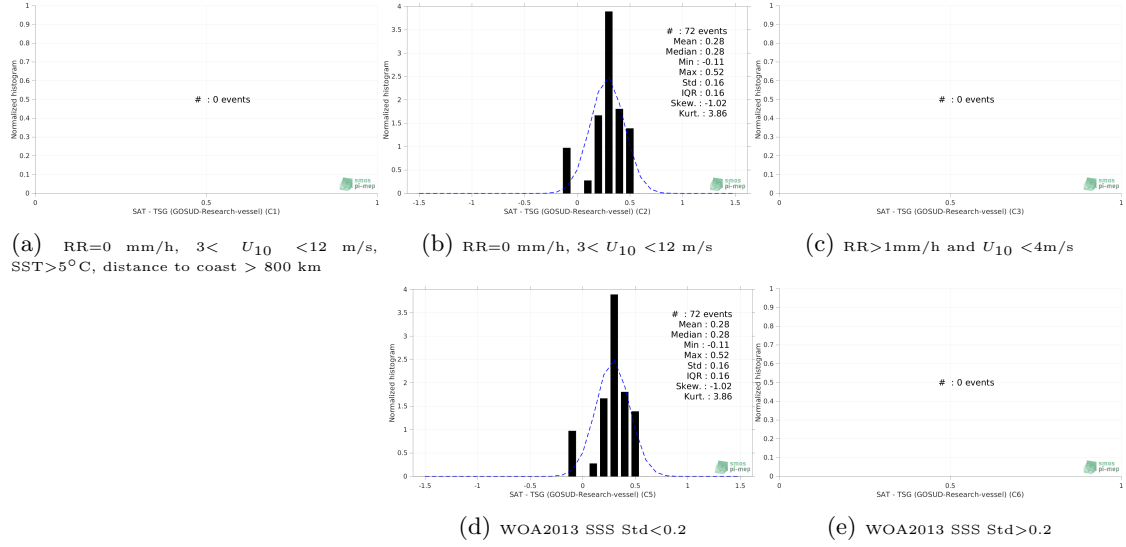 1
0.9
0.8
0.7
0.6
0.5
0.4
0.3
0.2
0.1
0
Normalized histogram
# : 0 events
smos
pi-mep
0 0.5 1
SAT - TSG (GOSUD-Research-vessel) (C1)
(a) RR=0 mm/h, 3< U10 <12 m/s,
SST>5°C, distance to coast > 800 km
4
3.5
3
2.5
2
1.5
1
0.5
0
Normalized histogram
# : 72 events
Mean : 0.28
Median : 0.28
Min : -0.11
Max : 0.52
Std : 0.16
IQR : 0.16
Skew. : -1.02
Kurt. : 3.86
smos
pi-mep
-1.5 -1 -0.5 0 0.5 1 1.5
SAT - TSG (GOSUD-Research-vessel) (C2)
(b) RR=0 mm/h, 3< U10 <12 m/s
1
0.9
0.8
0.7
0.6
0.5
0.4
0.3
0.2
0.1
0
Normalized histogram
# : 0 events
smos
pi-mep
0 0.5 1
SAT - TSG (GOSUD-Research-vessel) (C3)
(c) RR>1mm/h and U10 <4m/s
4
3.5
3
2.5
2
1.5
1
0.5
0
Normalized histogram
# : 72 events
Mean : 0.28
Median : 0.28
Min : -0.11
Max : 0.52
Std : 0.16
IQR : 0.16
Skew. : -1.02
Kurt. : 3.86
smos
pi-mep
-1.5 -1 -0.5 0 0.5 1 1.5
SAT - TSG (GOSUD-Research-vessel) (C5)
(d) WOA2013 SSS Std<0.2
1
0.9
0.8
0.7
0.6
0.5
0.4
0.3
0.2
0.1
0
Normalized histogram
# : 0 events
smos
pi-mep
0 0.5 1
SAT - TSG (GOSUD-Research-vessel) (C6)
(e) WOA2013 SSS Std>0.2